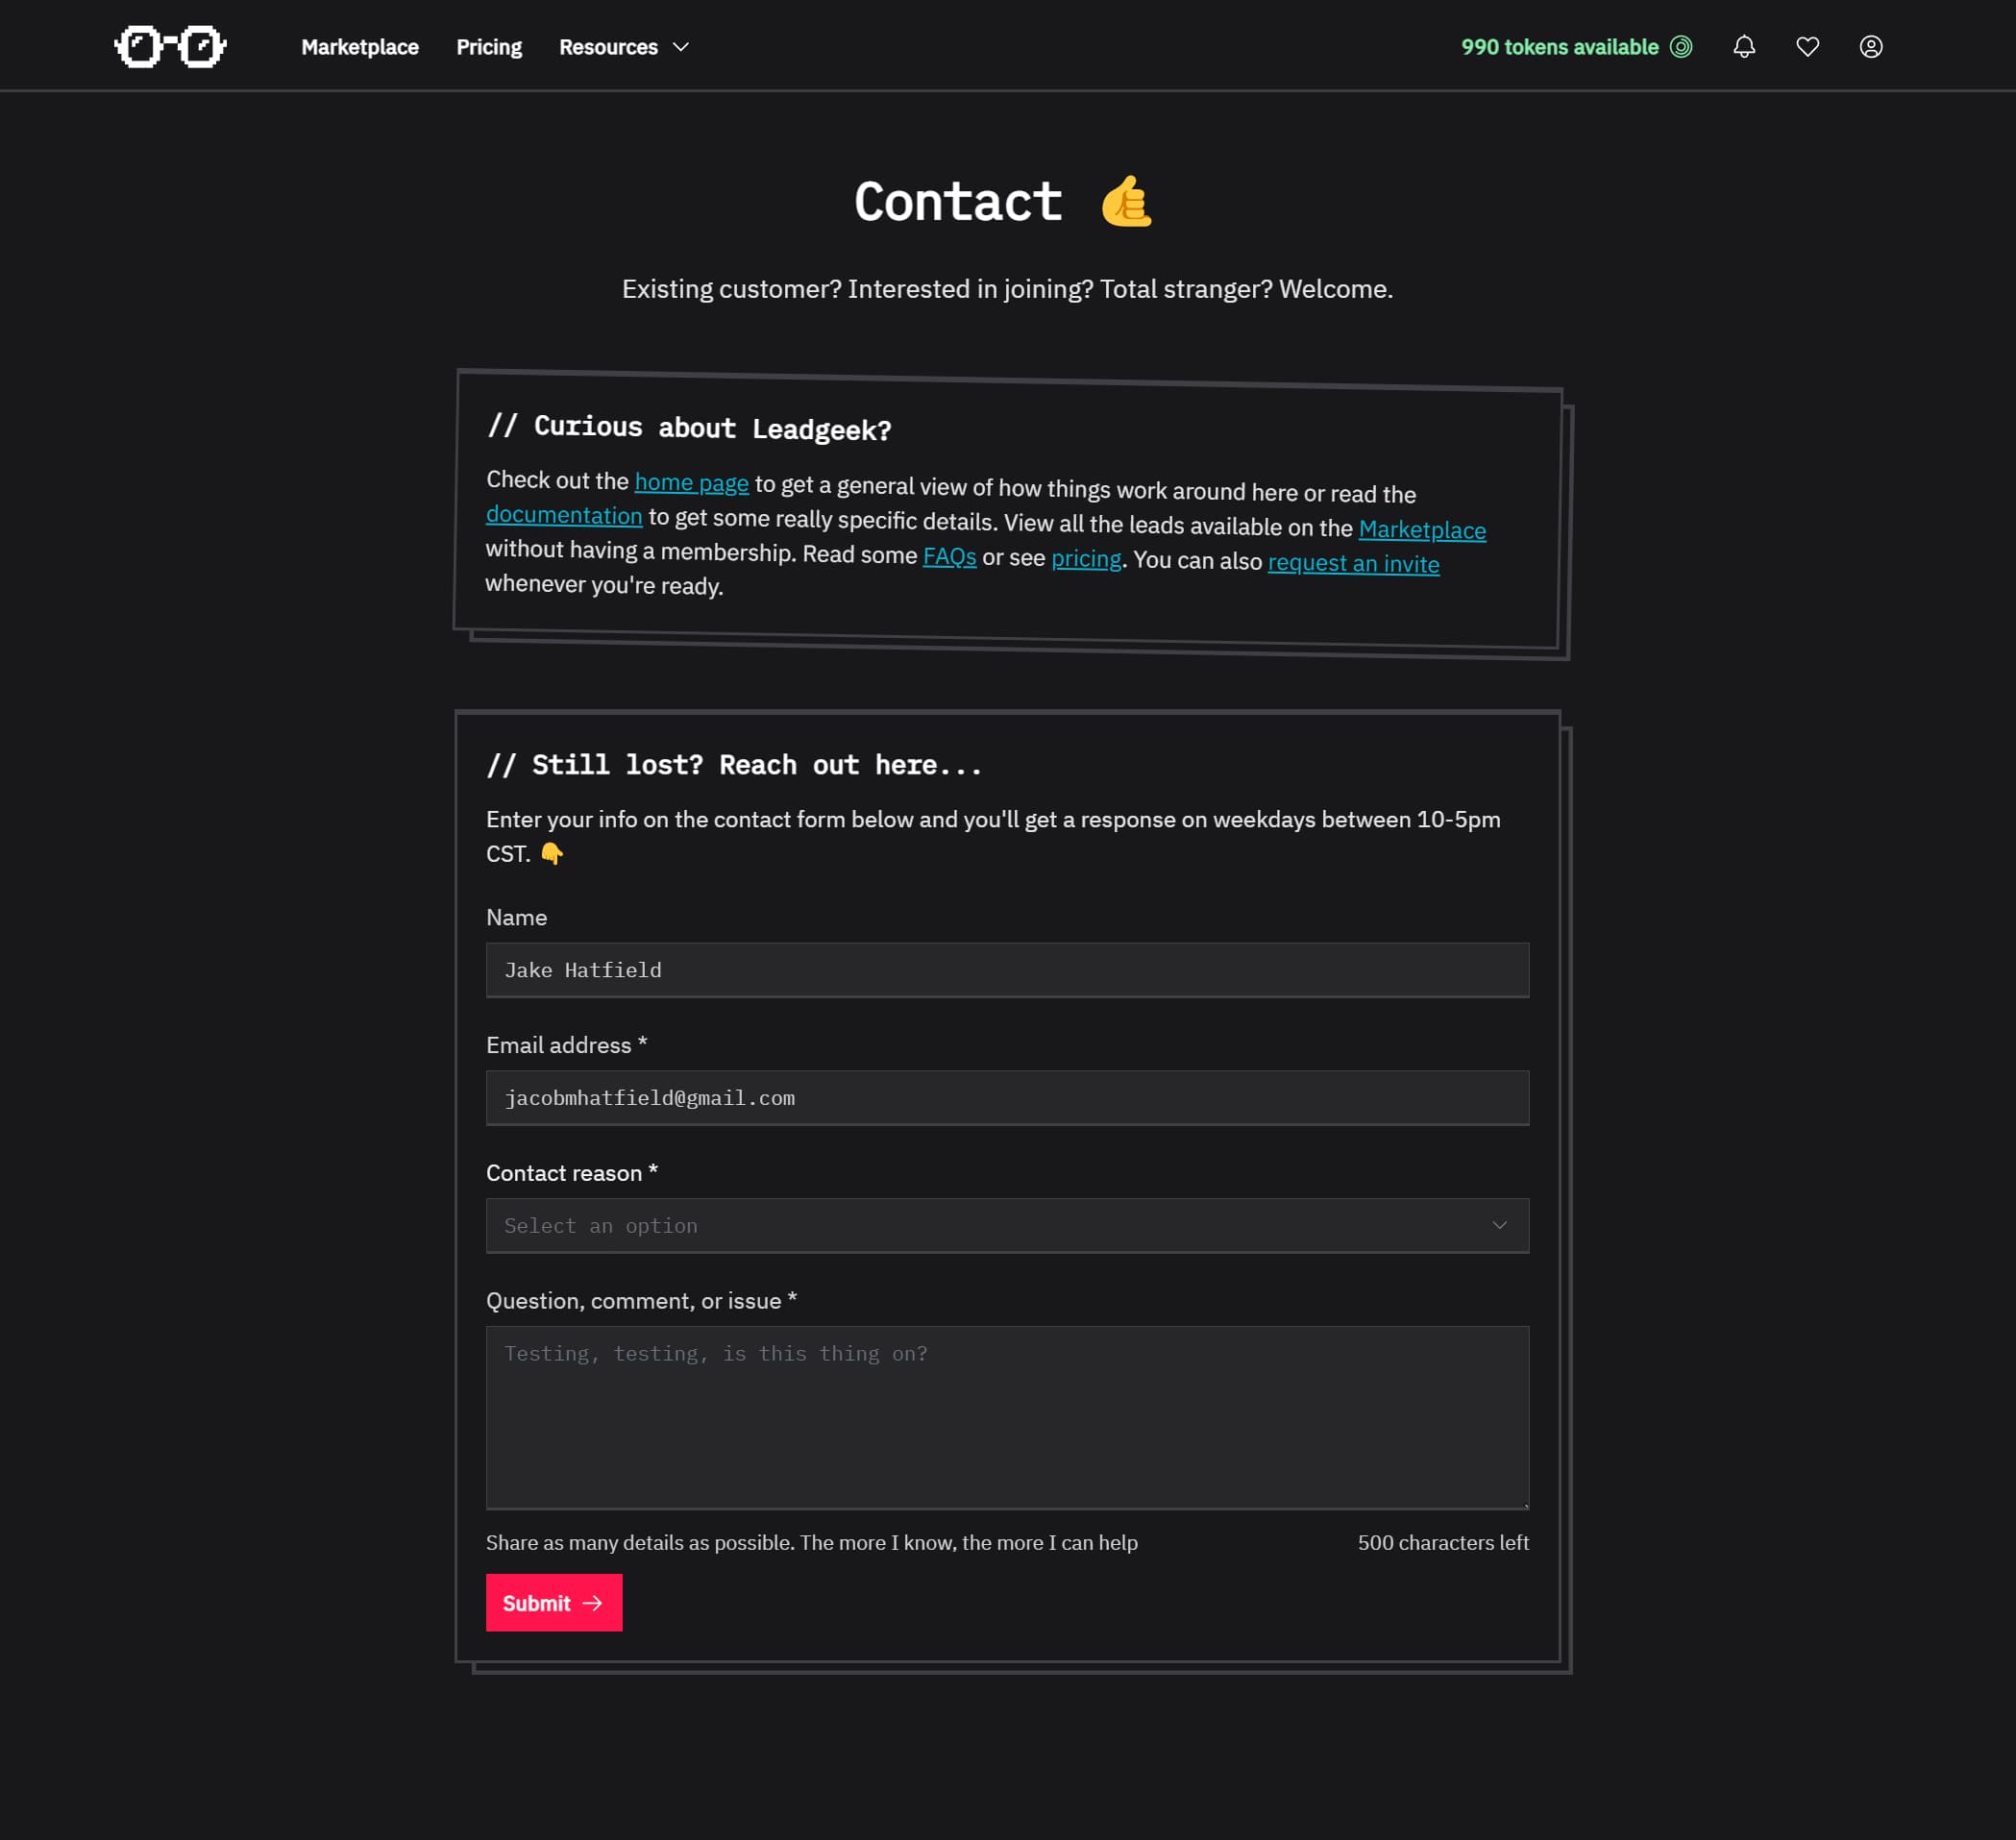 Marketplace Pricing Resources 990 tokens available
Contact 🤙
Existing customer? Interested in joining? Total stranger? Welcome.
// Curious about Leadgeek?
Check out the home page to get a general view of how things work around here or read the
documentation to get some really specific details. View all the leads available on the Marketplace
without having a membership. Read some FAQs or see pricing. You can also request an invite
whenever you're ready.
// Still lost? Reach out here...
Enter your info on the contact form below and you'll get a response on weekdays between 10-5pm
CST. 👇
Name
Jake Hatfield
Email address *
jacobmhatfield@gmail.com
Contact reason *
Select an option
Question, comment, or issue *
Testing, testing, is this thing on?
Share as many details as possible. The more I know, the more I can help 500 characters left
Submit →